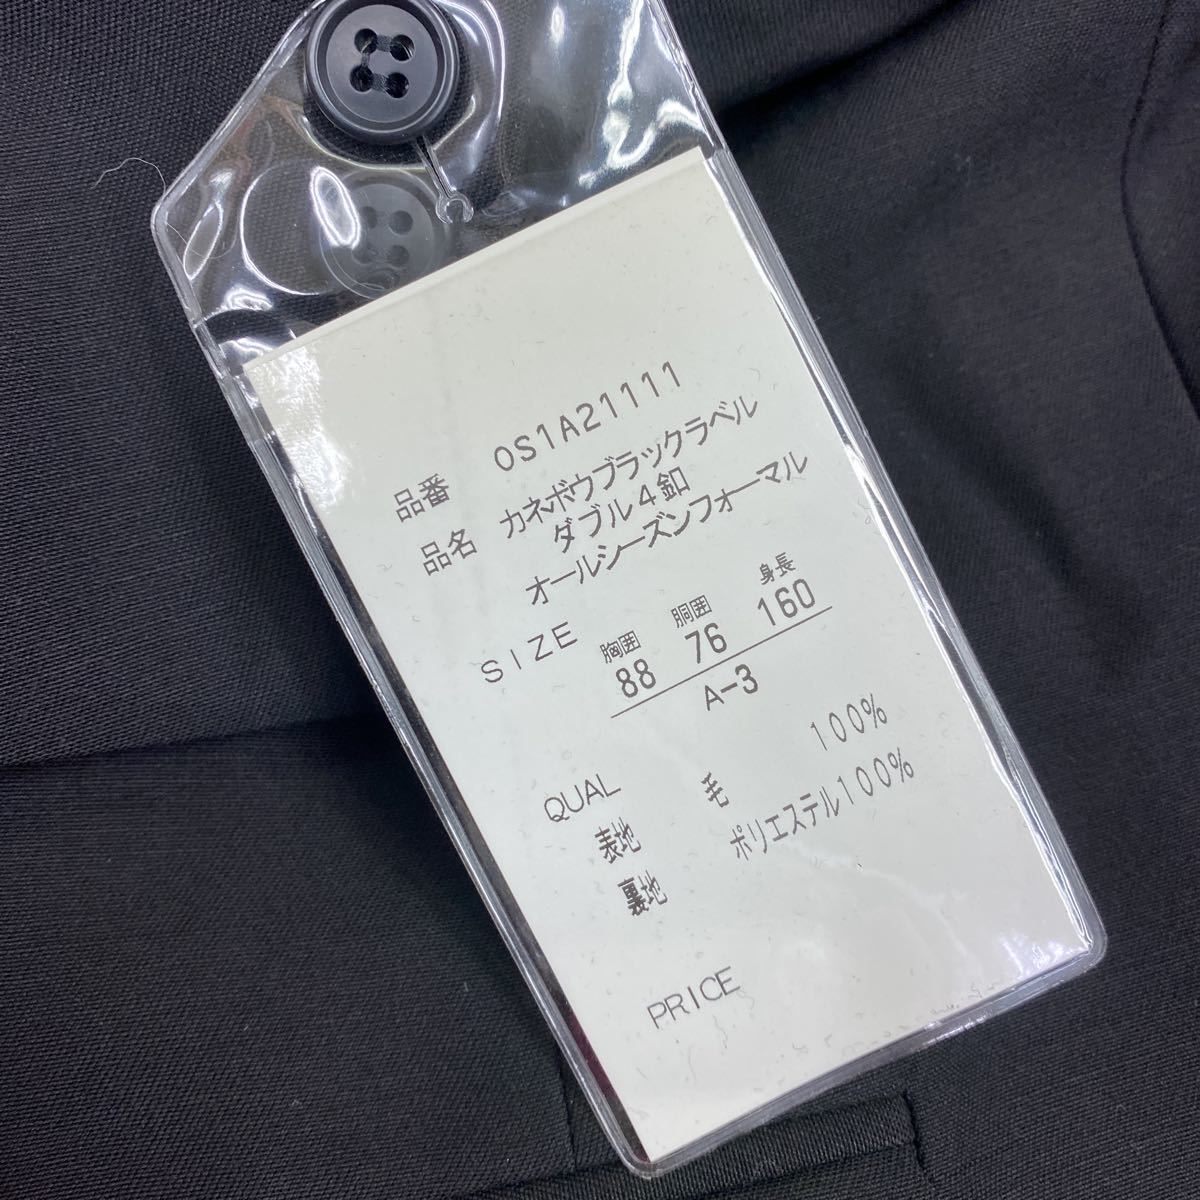 品番 OS1A21111
品名 カネボウブラックラベル
ダブル4釦
オールシーズンフォーマル
SIZE 胸囲 胴囲 身長
88 76 160
A-3
QUAL
表地 毛 100%
裏地 ポリエステル100%
PRICE